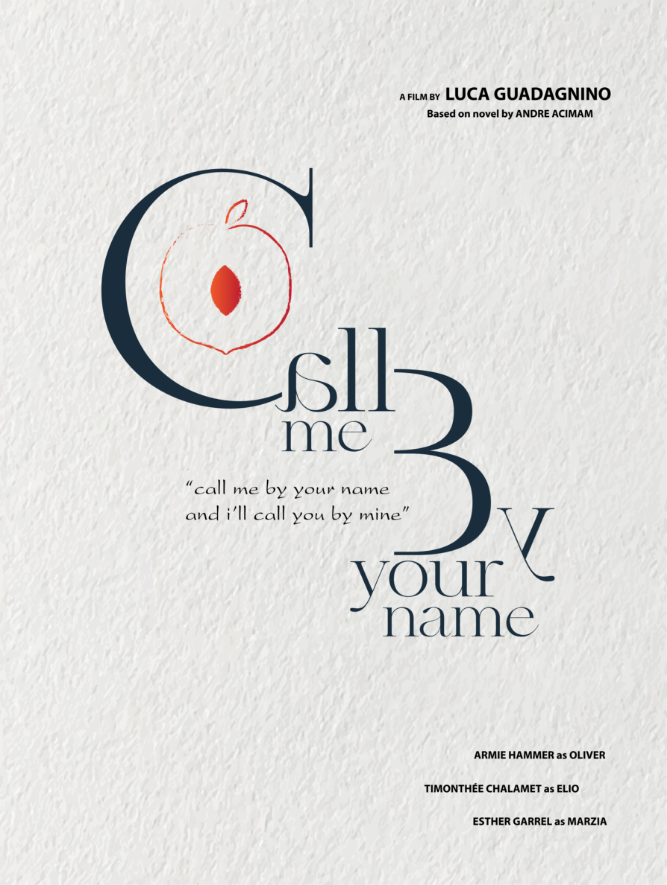 A FILM BY LUCA GUADAGNINO
Based on novel by ANDRE ACIMAM
Call
me
By
your
name
“call me by your name
and i’ll call you by mine”
ARMIE HAMMER as OLIVER
TIMONTHÉE CHALAMET as ELIO
ESTHER GARREL as MARZIA